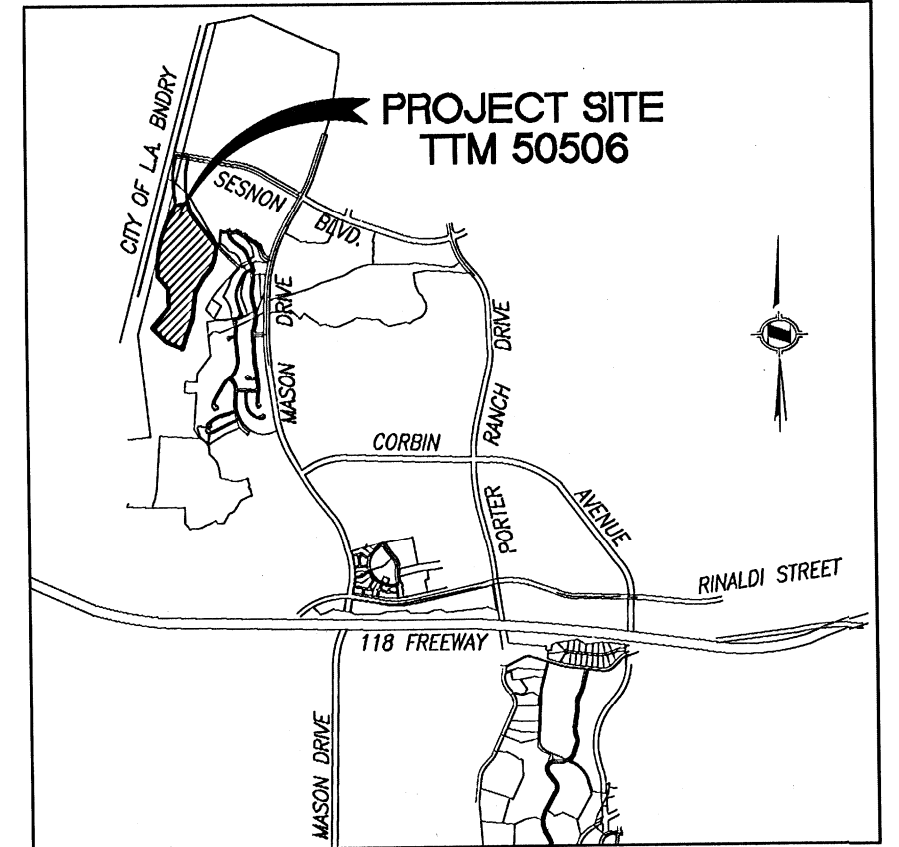 PROJECT SITE
TTM 50506
CITY OF L.A. BNDRY
SESNON BLVD.
MASON DRIVE
PORTER RANCH DRIVE
CORBIN AVENUE
RINALDI STREET
118 FREEWAY
MASON DRIVE